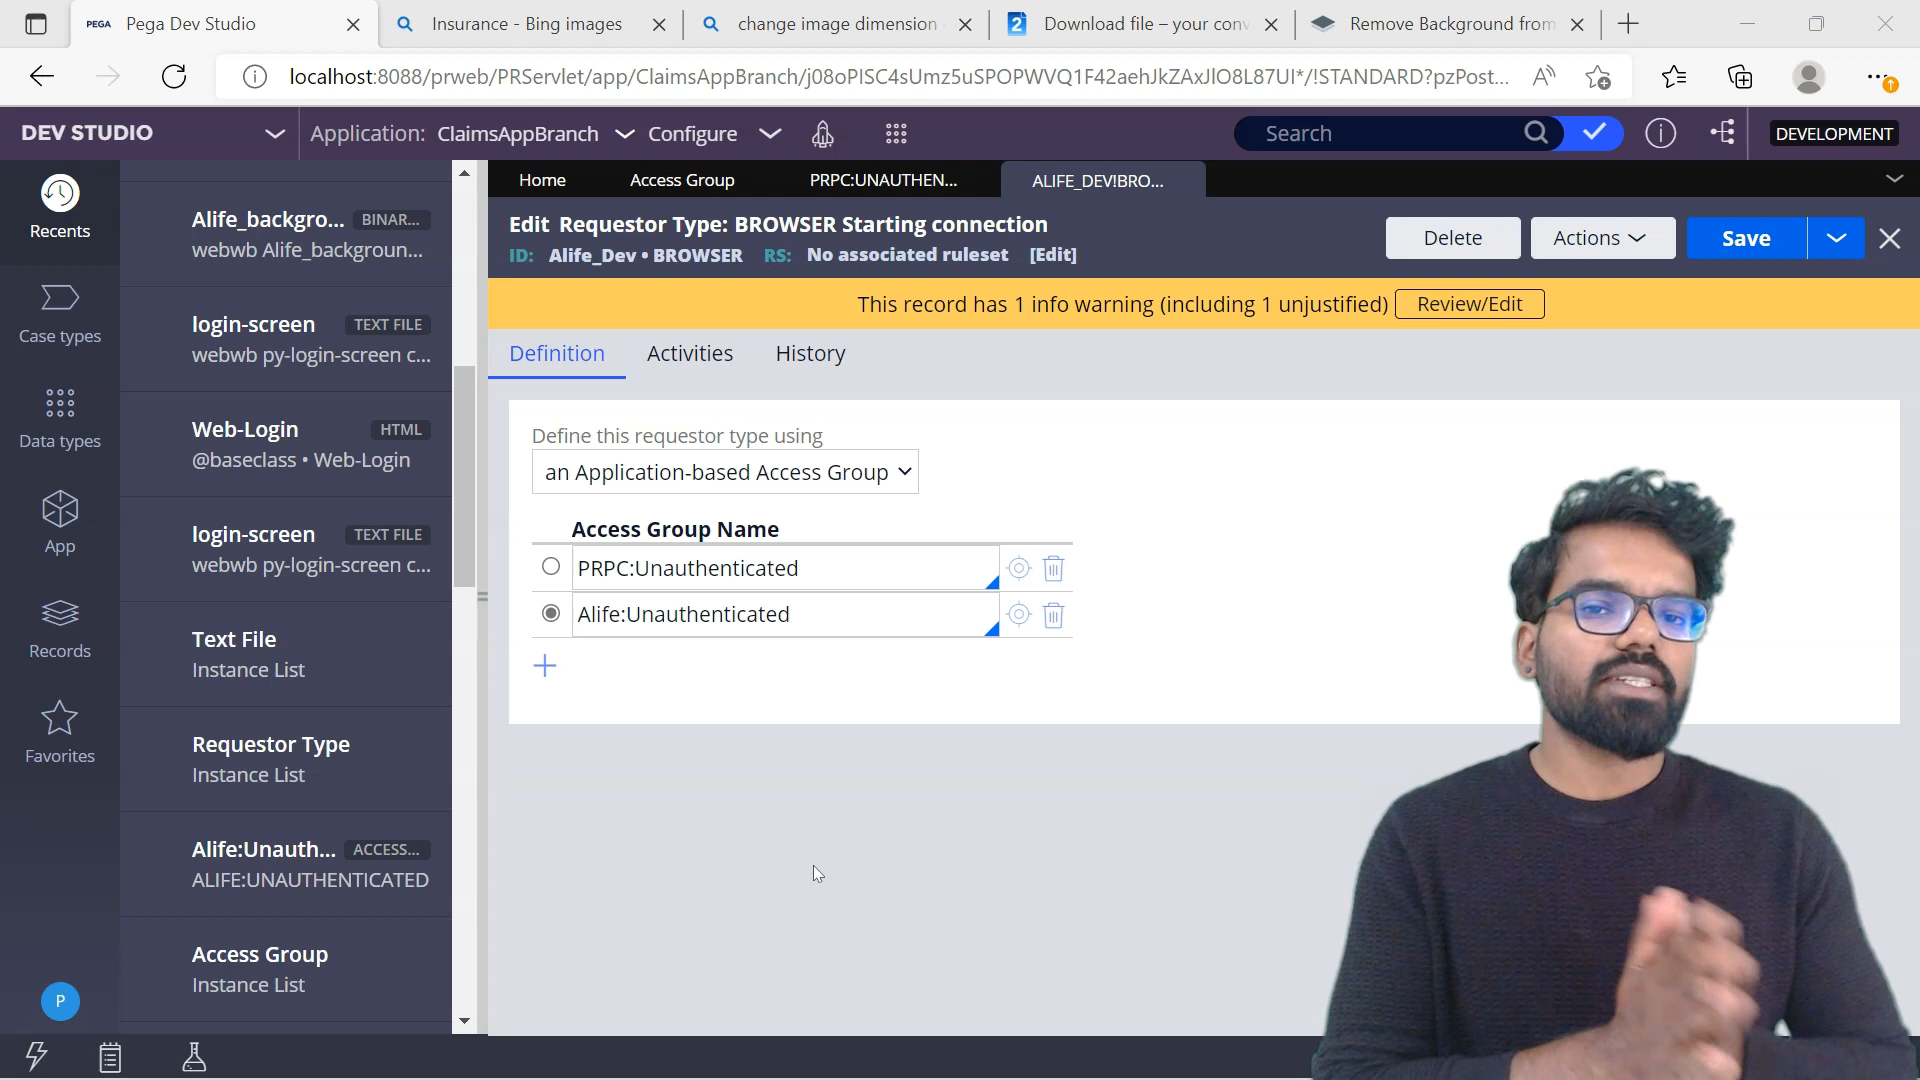 PEGA Pega Dev Studio
Insurance - Bing images
change image dimension
2 Download file – your con
Remove Background from
localhost:8088/prweb/PRServlet/app/ClaimsAppBranch/j08oPISC4sUmz5uSPOPWVQ1F42aehJkZAxJlO8L87UI*/!STANDARD?pzPost...
DEV STUDIO
Application: ClaimsAppBranch
Configure
Search
DEVELOPMENT
Recents
Case types
Data types
App
Records
Favorites
P
Alife_backgro... BINAR...
webwb Alife_backgroun...
login-screen TEXT FILE
webwb py-login-screen c...
Web-Login HTML
@baseclass • Web-Login
login-screen TEXT FILE
webwb py-login-screen c...
Text File
Instance List
Requestor Type
Instance List
Alife:Unauth... ACCESS...
ALIFE:UNAUTHENTICATED
Access Group
Instance List
Home
Access Group
PRPC:UNAUTHEN...
ALIFE_DEV!BRO...
Edit Requestor Type: BROWSER Starting connection
ID: Alife_Dev • BROWSER RS: No associated ruleset [Edit]
Delete
Actions
Save
This record has 1 info warning (including 1 unjustified) Review/Edit
Definition
Activities
History
Define this requestor type using
an Application-based Access Group
Access Group Name
PRPC:Unauthenticated
Alife:Unauthenticated